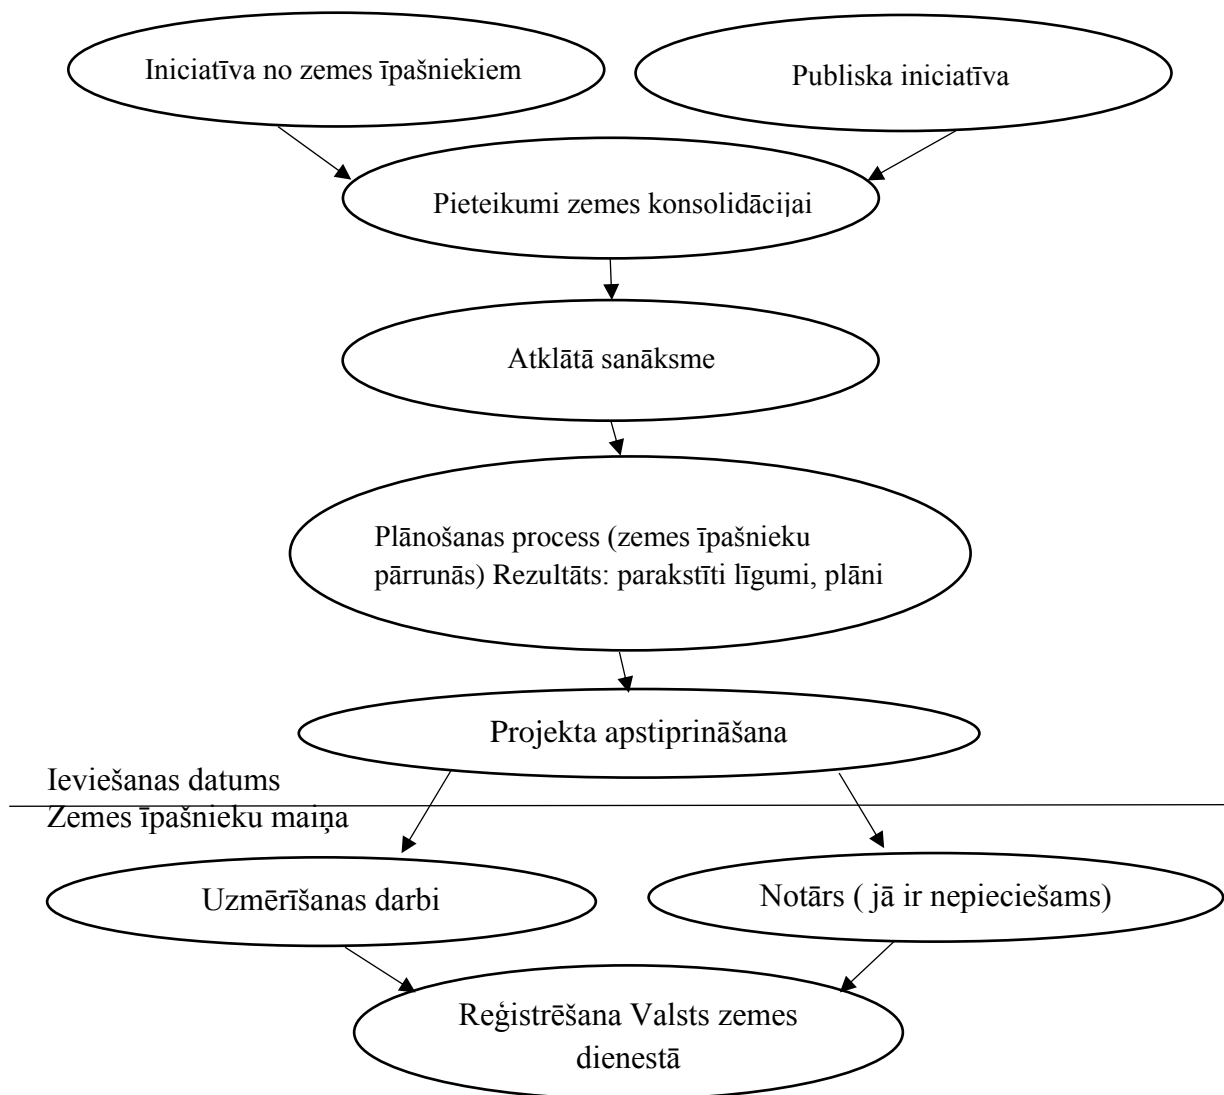 Iniciatīva no zemes īpašniekiem
Publiska iniciatīva
Pieteikumi zemes konsolidācijai
Atklātā sanāksme
Plānošanas process (zemes īpašnieku
pārrunās) Rezultāts: parakstīti līgumi, plāni
Projekta apstiprināšana
Ieviešanas datums
Zemes īpašnieku maiņa
Uzmērīšanas darbi
Notārs ( jā ir nepieciešams)
Reģistrēšana Valsts zemes
dienestā